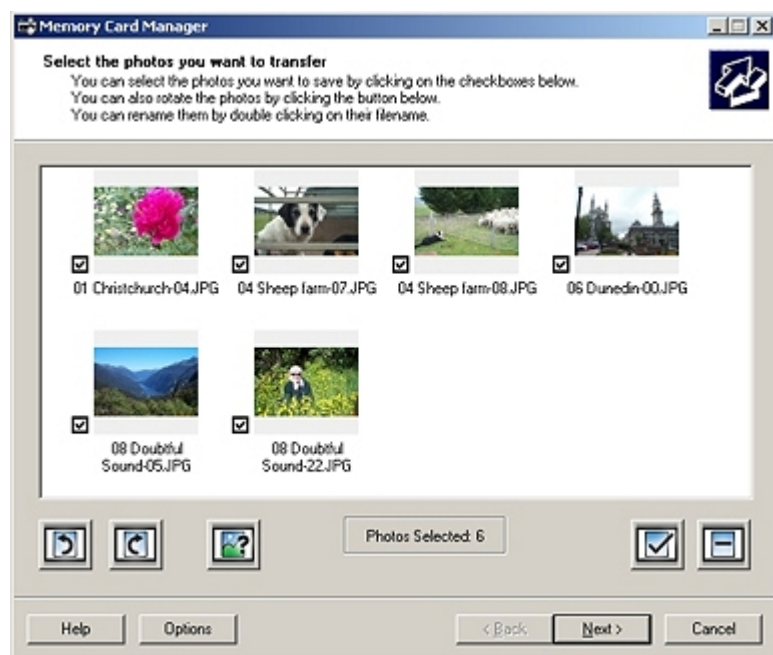 Memory Card Manager
Select the photos you want to transfer
You can select the photos you want to save by clicking on the checkboxes below.
You can also rotate the photos by clicking the button below.
You can rename them by double clicking on their filename.
01 Christchurch-04.JPG 04 Sheep farm-07.JPG 04 Sheep farm-08.JPG 06 Dunedin-00.JPG
08 Doubtful 08 Doubtful
Sound-05.JPG Sound-22.JPG
? Photos Selected: 6
Help Options < Back Next > Cancel